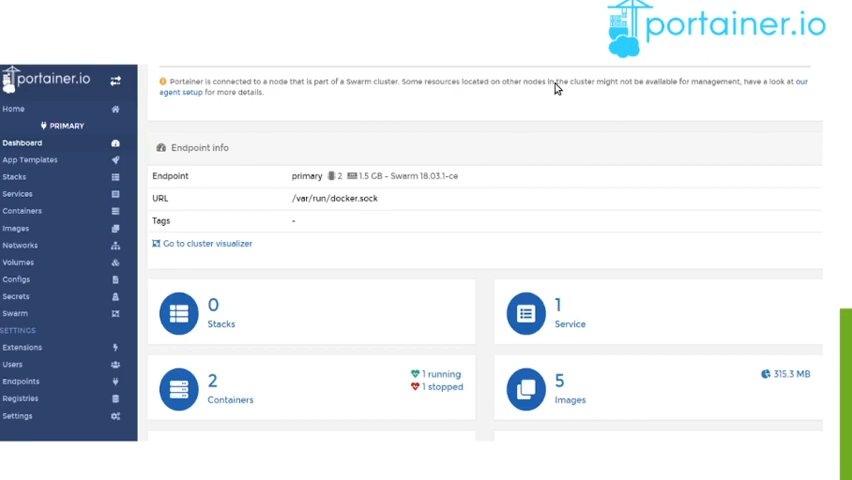 portainer.io
portainer.io
Portainer is connected to a node that is part of a Swarm cluster. Some resources located on other nodes in the cluster might not be available for management, have a look at our
agent setup for more details.
Home
PRIMARY
Dashboard
App Templates
Stacks
Services
Containers
Images
Networks
Volumes
Configs
Secrets
Swarm
SETTINGS
Extensions
Users
Endpoints
Registries
Settings
Endpoint info
Endpoint primary 2 1.5 GB - Swarm 18.03.1-ce
URL /var/run/docker.sock
Tags -
Go to cluster visualizer
0
Stacks
1
Service
2
Containers
1 running
1 stopped
5
Images
315.3 MB